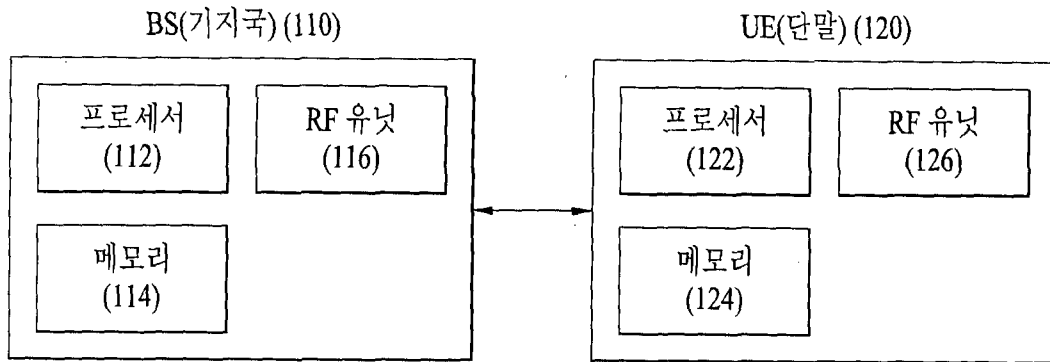 BS(기지국) (110)
UE(단말) (120)
프로세서
(112)
RF 유닛
(116)
프로세서
(122)
RF 유닛
(126)
메모리
(114)
메모리
(124)